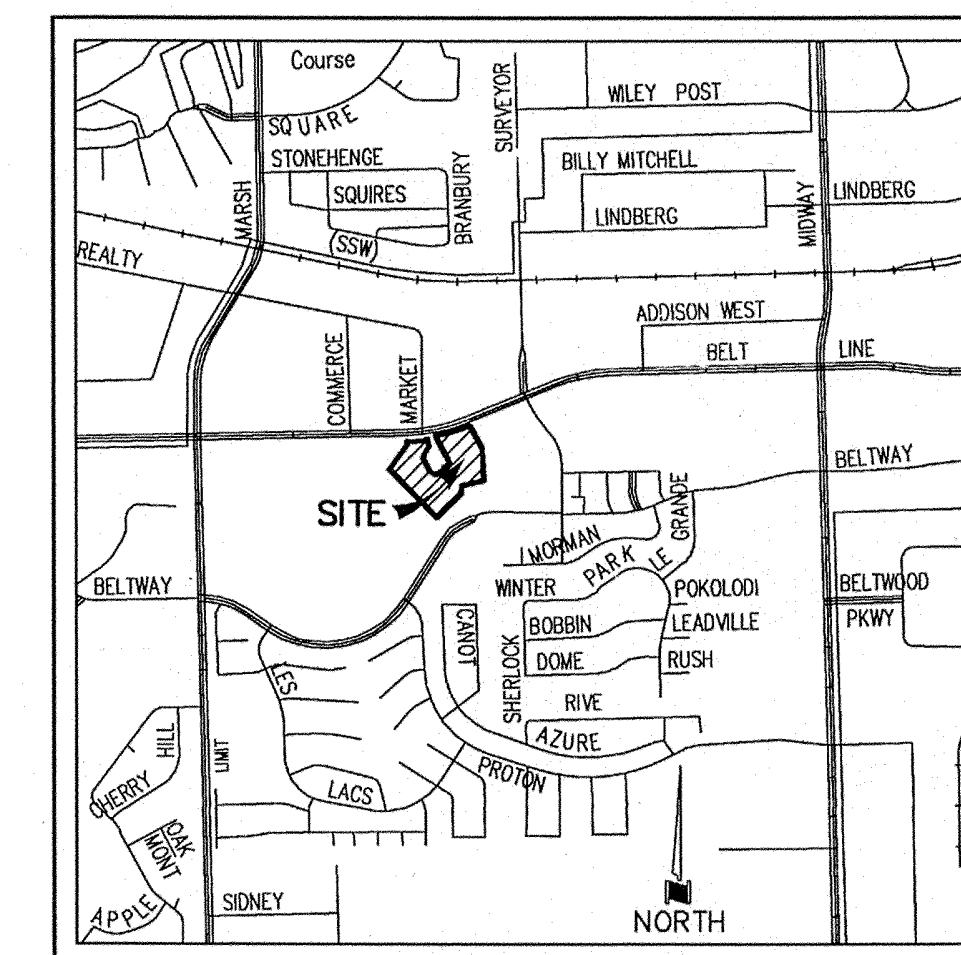 Course
SURVEYOR
WILEY POST
SQUARE
STONEHENGE
BILLY MITCHELL
BRANBURY
SQUIRES
LINDBERG
MARSH
MIDWAY
LINDBERG
(SSW)
REALTY
ADDISON WEST
COMMERCE
MARKET
BELT LINE
BELTWAY
SITE
LE GRANDE
MORMAN
PARK
BELTWAY
WINTER
POKOLODI
BELTWOOD
PKWY
CANOT
BOBBIN
LEADVILLE
SHERLOCK
DOME
RUSH
LES
RIVE
HILL
LIMIT
AZURE
PROTON
CHERRY
LACS
OAK
MONT
APPLE
SIDNEY
NORTH